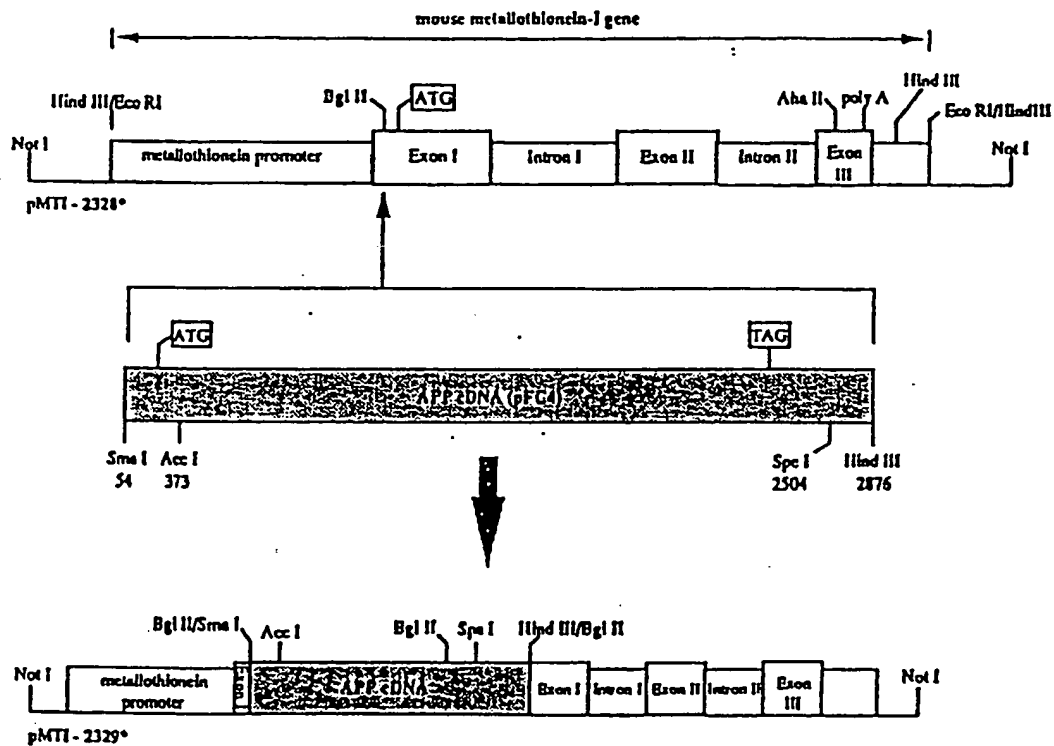 mouse metallothionein-I gene
Hind III/Eco RI
Bgl II
ATG
Aha II
poly A
Hind III
Eco RI/HindIII
Not I
metallothionein promoter
Exon I
Intron I
Exon II
Intron II
Exon III
Not I
pMTI - 2328*
ATG
TAG
APP cDNA (pFC4)
Sma I
54
Acc I
373
Spe I
2504
Hind III
2876
Bgl II/Sma I
Acc I
Bgl II
Spe I
Hind III/Bgl II
Not I
metallothionein promoter
APP cDNA
Exon I
Intron I
Exon II
Intron II
Exon III
Not I
pMTI - 2329*